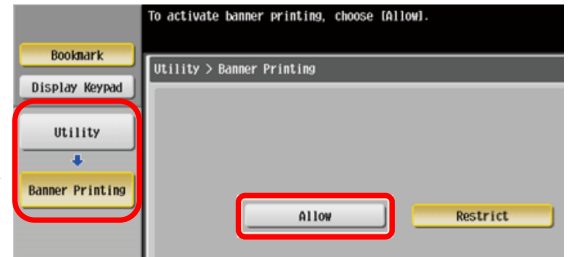 To activate banner printing, choose [Allow].
Bookmark
Display Keypad
Utility
Banner Printing
Utility > Banner Printing
Allow
Restrict